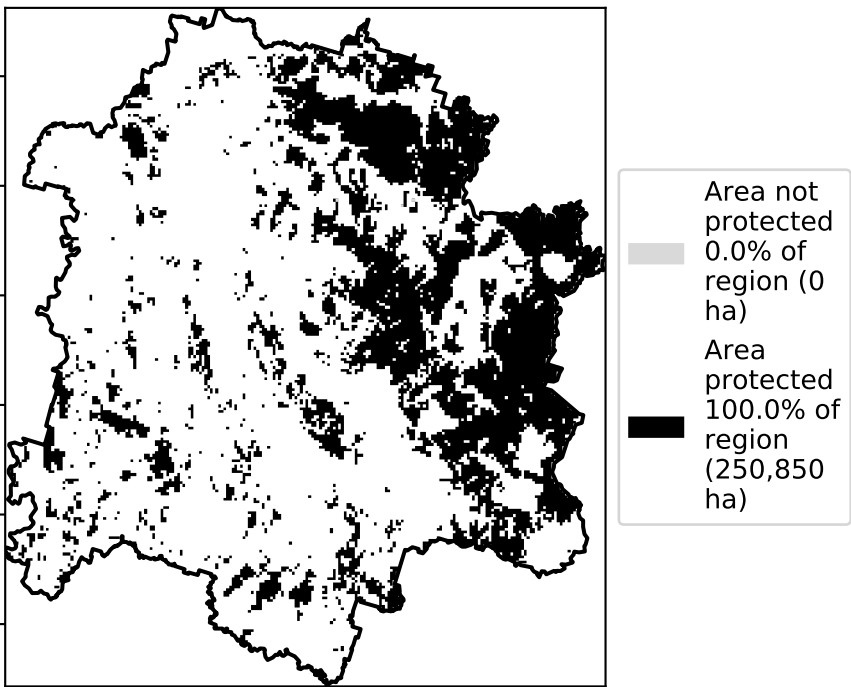 Area not
protected
0.0% of
region (0
ha)
Area
protected
100.0% of
region
(250,850
ha)